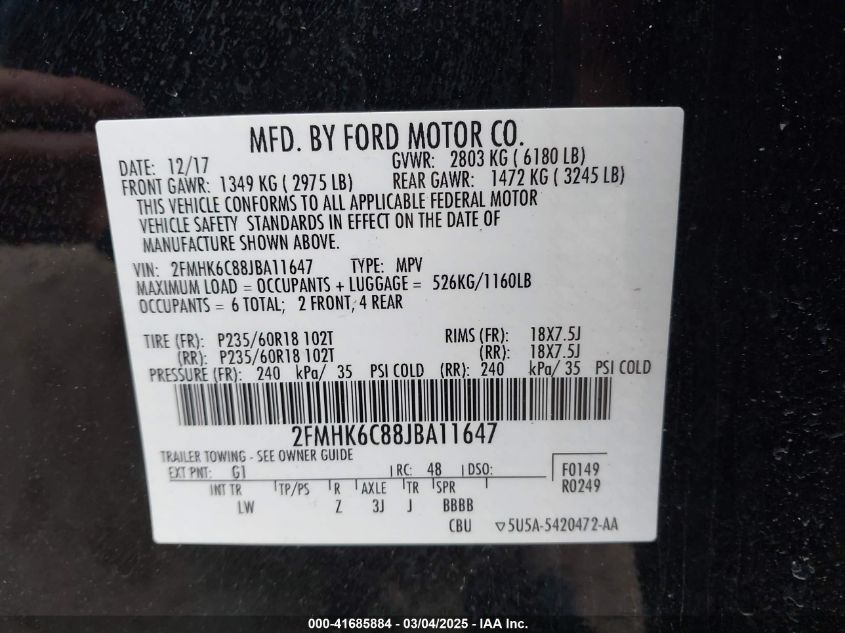 MFD. BY FORD MOTOR CO.
DATE: 12/17 GVWR: 2803 KG ( 6180 LB)
FRONT GAWR: 1349 KG ( 2975 LB) REAR GAWR: 1472 KG ( 3245 LB)
THIS VEHICLE CONFORMS TO ALL APPLICABLE FEDERAL MOTOR
VEHICLE SAFETY STANDARDS IN EFFECT ON THE DATE OF
MANUFACTURE SHOWN ABOVE.
VIN: 2FMHK6C88JBA11647 TYPE: MPV
MAXIMUM LOAD = OCCUPANTS + LUGGAGE = 526KG/1160LB
OCCUPANTS = 6 TOTAL; 2 FRONT, 4 REAR
TIRE (FR): P235/60R18 102T RIMS (FR): 18X7.5J
(RR): P235/60R18 102T (RR): 18X7.5J
PRESSURE (FR): 240 kPa/ 35 PSI COLD (RR): 240 kPa/ 35 PSI COLD
2FMHK6C88JBA11647
TRAILER TOWING - SEE OWNER GUIDE
EXT PNT: G1 RC: 48 DSO: F0149
INT TR TP/PS R AXLE TR SPR R0249
LW Z 3J J BBBB
CBU ▽5U5A-5420472-AA
000-41685884 - 03/04/2025 - IAA Inc.